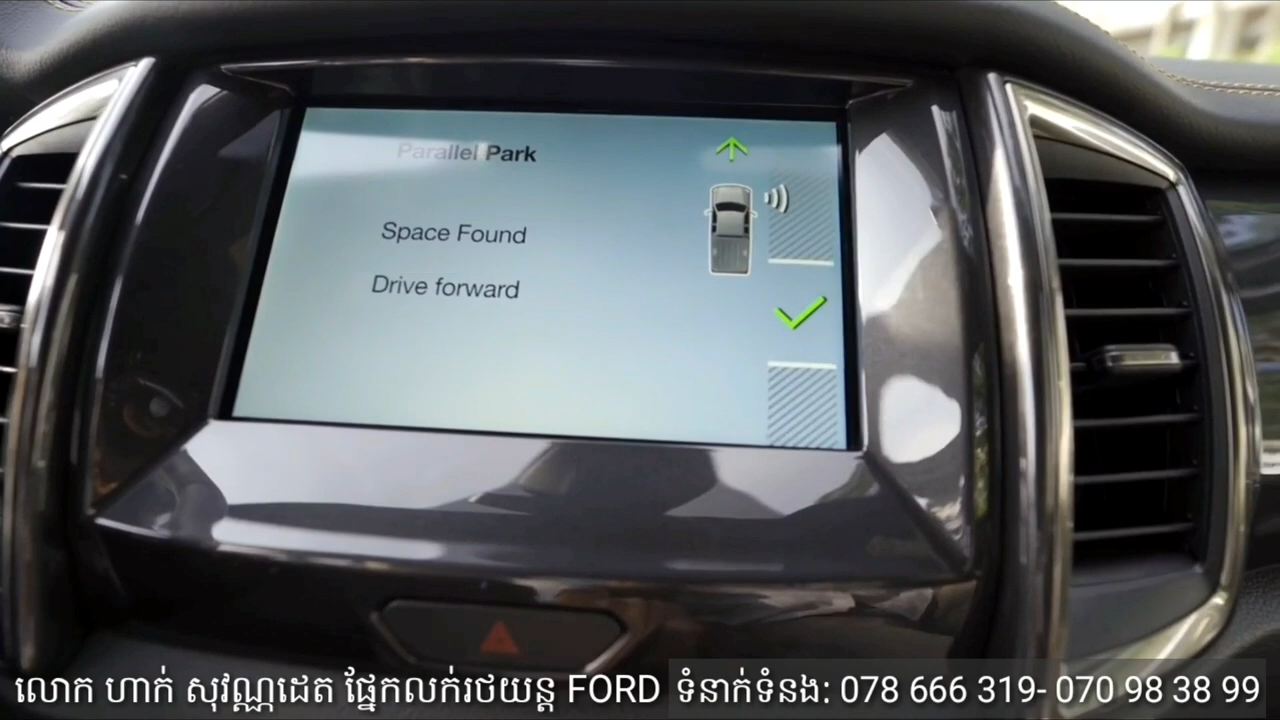 Parallel Park
Space Found
Drive forward
លោក ហាក់ សុវណ្ណដេត ផ្នែកលក់រថយន្ត FORD ទំនាក់ទំនង: 078 666 319- 070 98 38 99